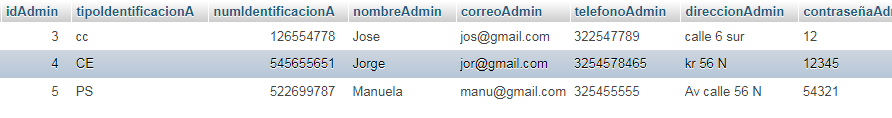 idAdmin tipoIdentificacionA numIdentificacionA nombreAdmin correoAdmin telefonoAdmin direccionAdmin contraseñaAd
3 cc 126554778 Jose jos@gmail.com 322547789 calle 6 sur 12
4 CE 545655651 Jorge jor@gmail.com 3254578465 kr 56 N 12345
5 PS 522699787 Manuela manu@gmail.com 325455555 Av calle 56 N 54321